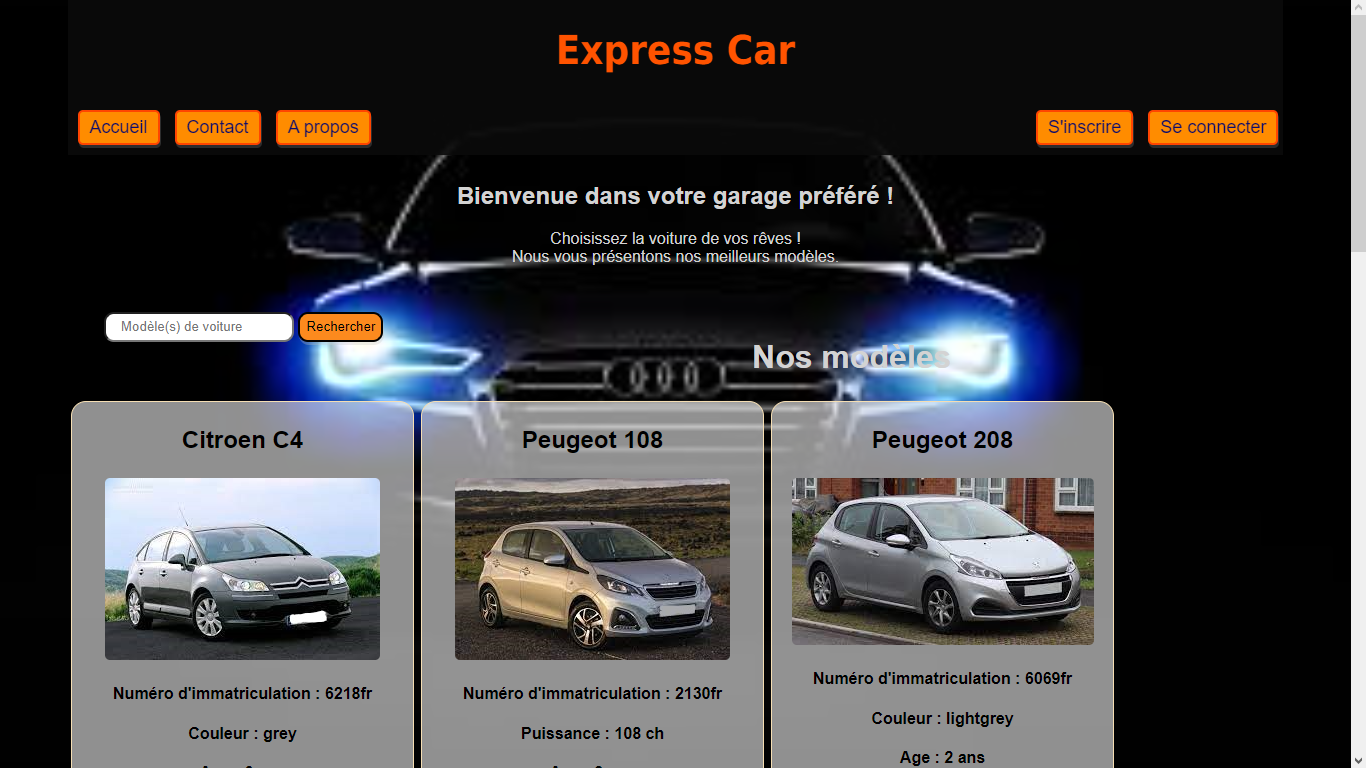 Express Car
Accueil
Contact
A propos
S'inscrire
Se connecter
Bienvenue dans votre garage préféré !
Choisissez la voiture de vos rêves !
Nous vous présentons nos meilleurs modèles.
Modèle(s) de voiture
Rechercher
Nos modèles
Citroen C4
Numéro d'immatriculation : 6218fr
Couleur : grey
Peugeot 108
Numéro d'immatriculation : 2130fr
Puissance : 108 ch
Peugeot 208
Numéro d'immatriculation : 6069fr
Couleur : lightgrey
Age : 2 ans